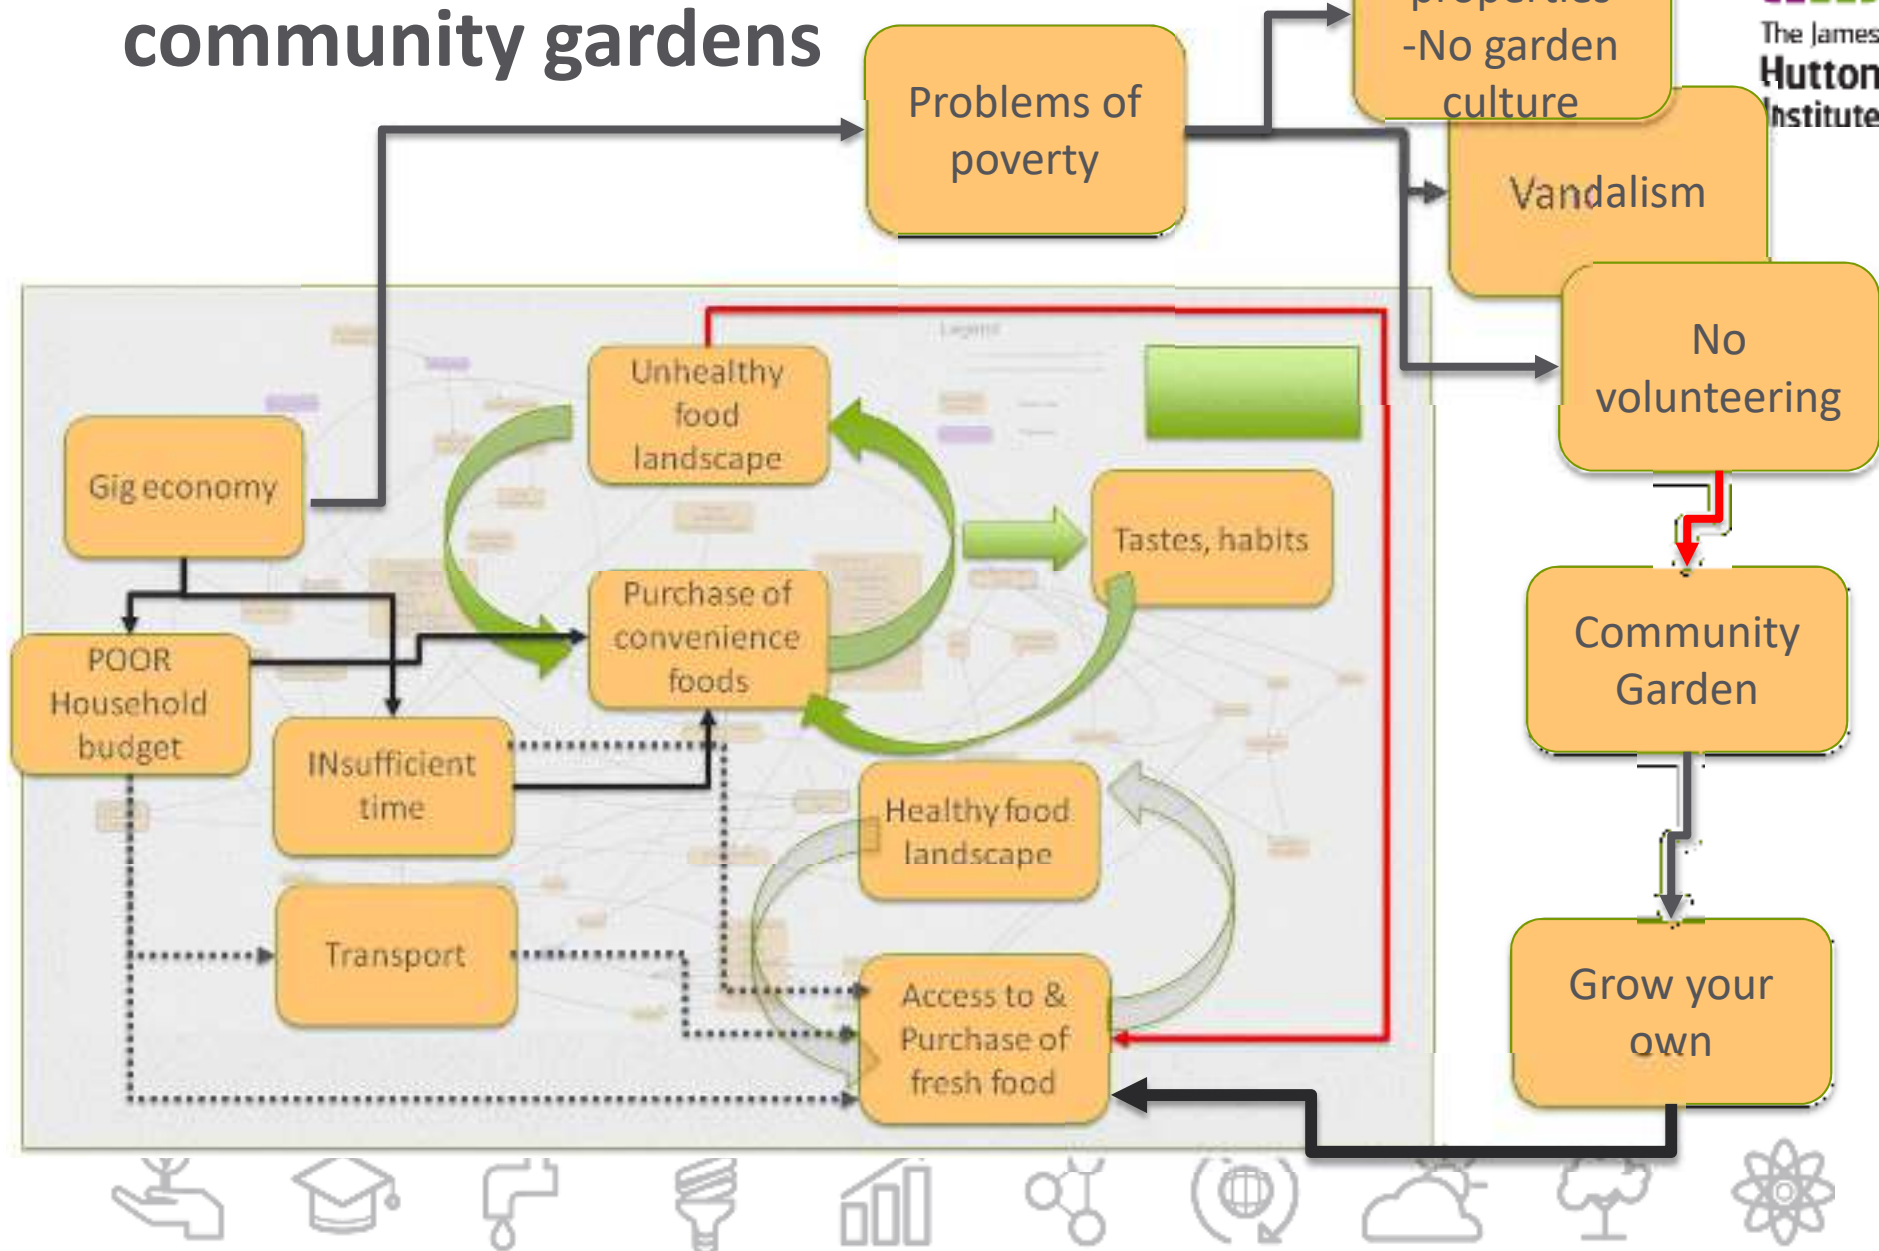 community gardens
properties
-No garden
culture
The James
Hutton
Institute
Problems of
poverty
Vandalism
No
volunteering
Legend
Unhealthy
food
landscape
Gig economy
Tastes, habits
Purchase of
convenience
foods
POOR
Household
budget
INsufficient
time
Community
Garden
Healthy food
landscape
Transport
Access to &
Purchase of
fresh food
Grow your
own